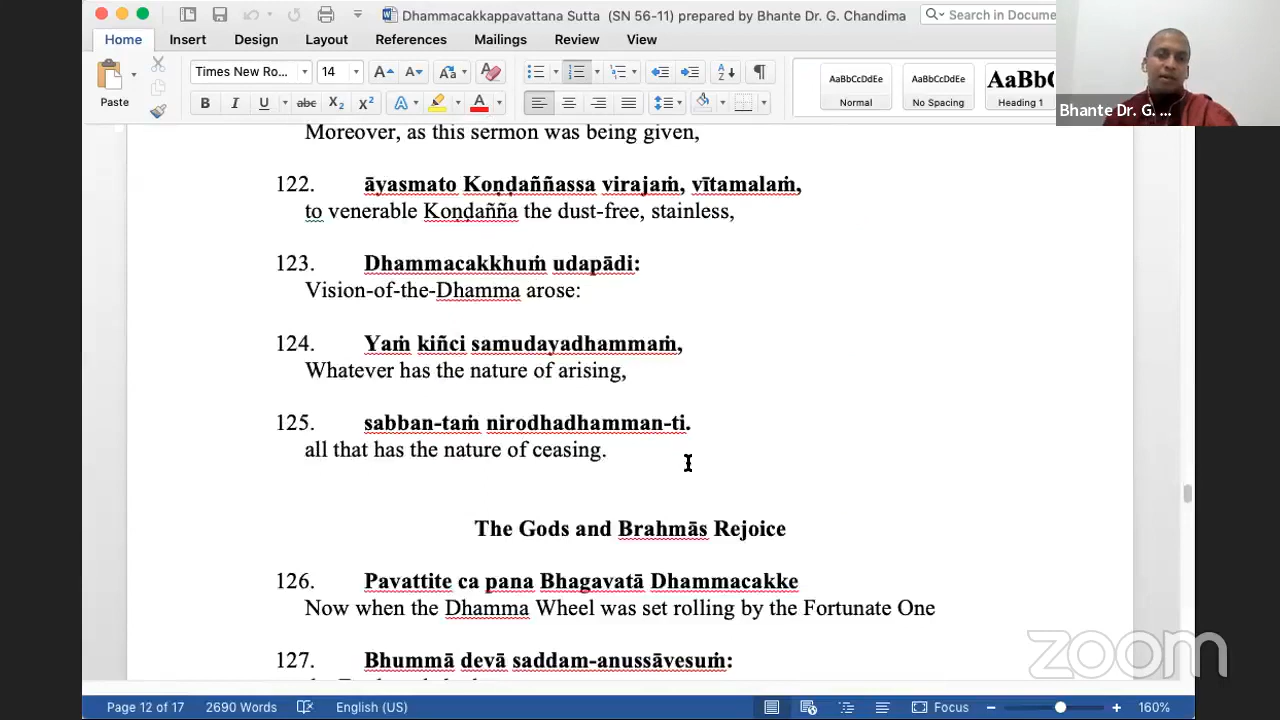 Dhammacakkappavattana Sutta (SN 56-11) prepared by Bhante Dr. G. Chandima
Search in Docume
Home Insert Design Layout References Mailings Review View
Paste
Times New Ro... 14
AaBbCcDdEe AaBbCcDdEe AaBbC
Normal No Spacing Heading 1
Bhante Dr. G. ...
Moreover, as this sermon was being given,
122. āyasmato Koṇḍaññassa virajaṁ, vītamalaṁ,
to venerable Koṇḍañña the dust-free, stainless,
123. Dhammacakkhuṁ udapādi:
Vision-of-the-Dhamma arose:
124. Yaṁ kiñci samudayadhammaṁ,
Whatever has the nature of arising,
125. sabban-taṁ nirodhadhamman-ti.
all that has the nature of ceasing.
The Gods and Brahmās Rejoice
126. Pavattite ca pana Bhagavatā Dhammacakke
Now when the Dhamma Wheel was set rolling by the Fortunate One
127. Bhummā devā saddam-anussāvesuṁ:
zoom
Page 12 of 17 2690 Words English (US) Focus 160%